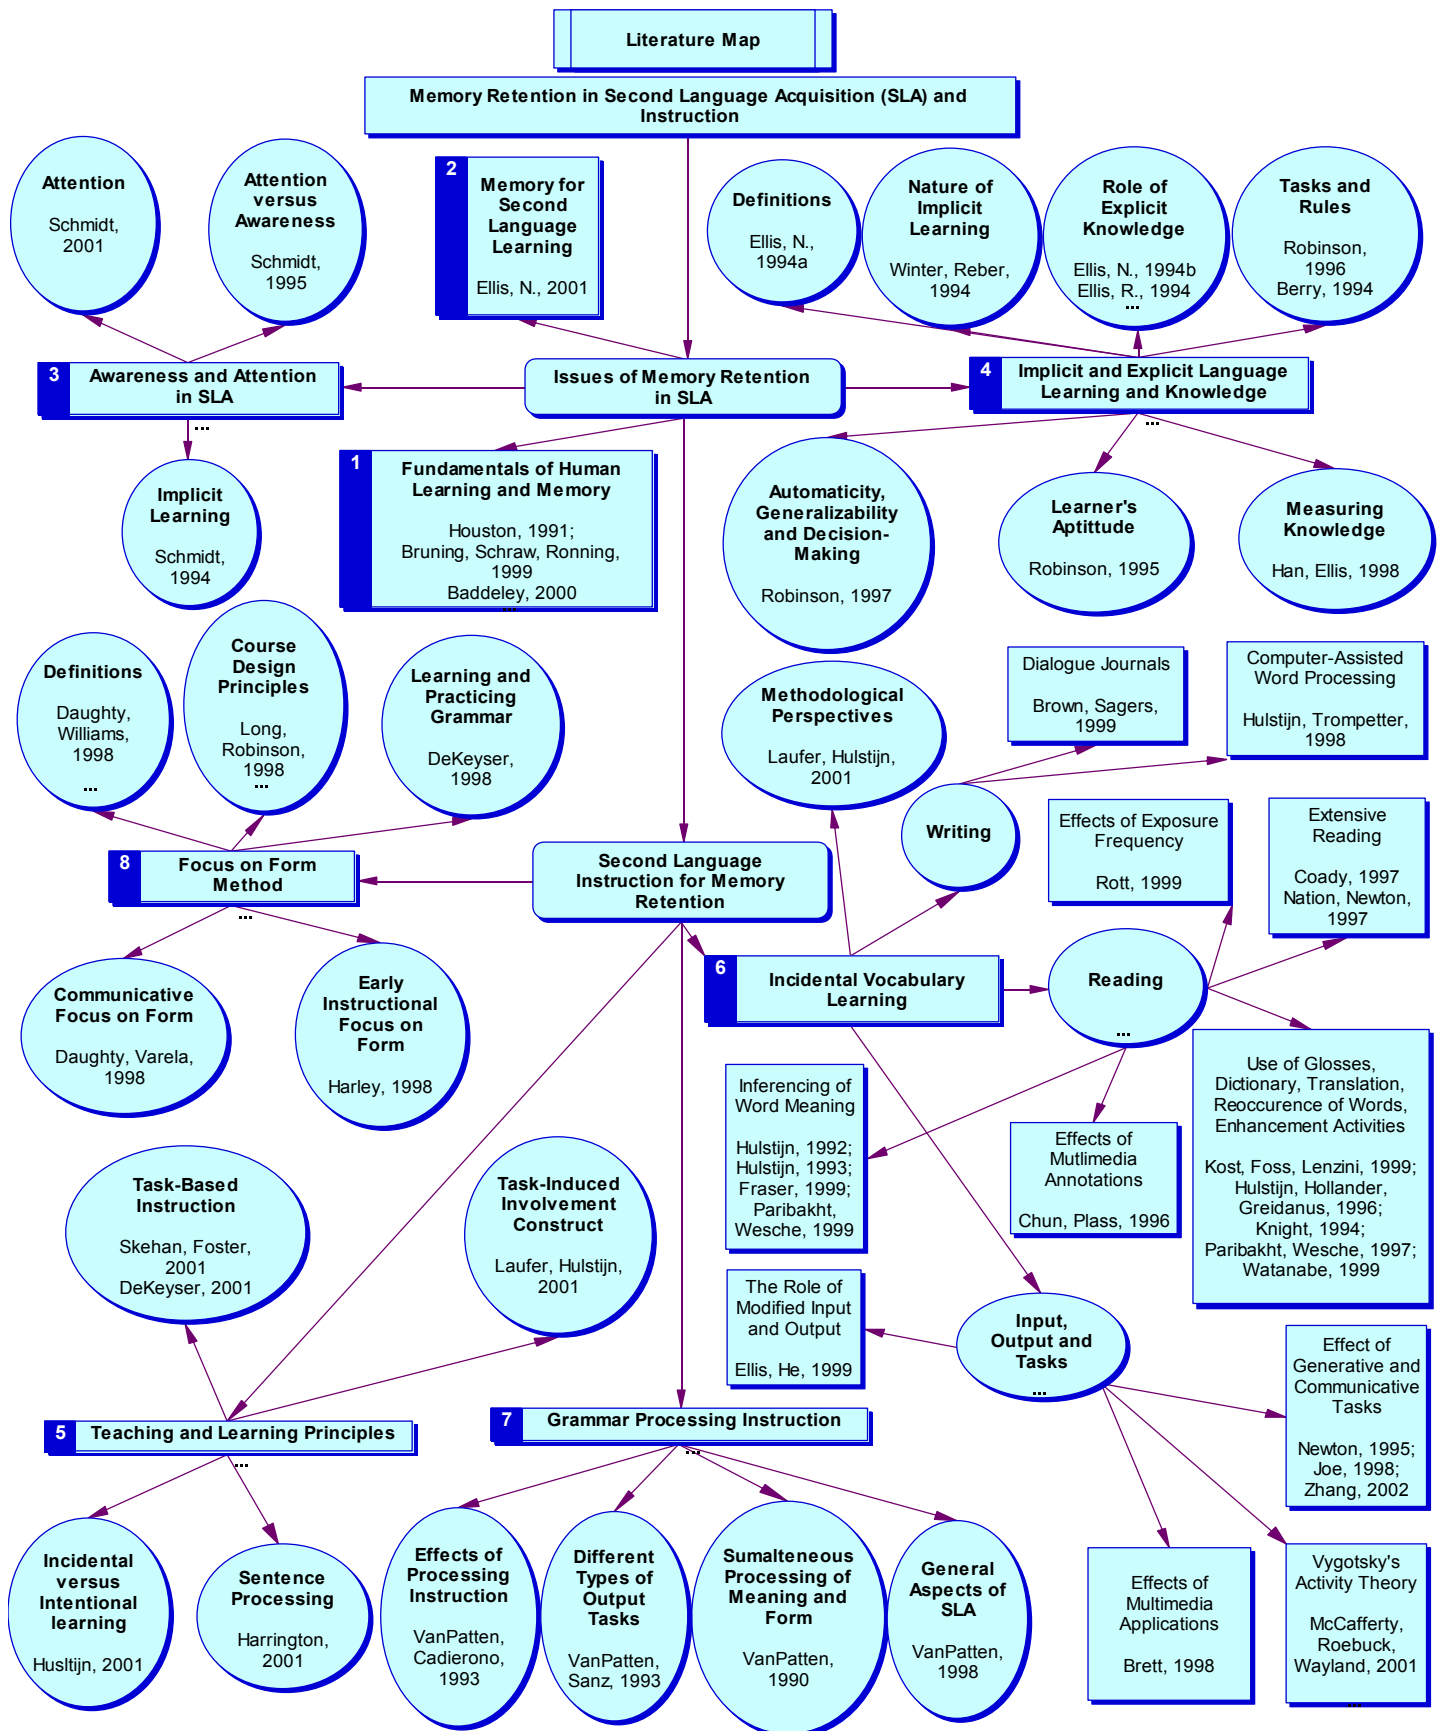 Literature Map
Memory Retention in Second Language Acquisition (SLA) and
Instruction
Attention
Schmidt,
2001
Attention
versus
Awareness
Schmidt,
1995
2
Memory for
Second
Language
Learning
Ellis, N., 2001
Definitions
Ellis, N.,
1994a
Nature of
Implicit
Learning
Winter, Reber,
1994
Role of
Explicit
Knowledge
Ellis, N., 1994b
Ellis, R., 1994
...
Tasks and
Rules
Robinson,
1996
Berry, 1994
3
Awareness and Attention
in SLA
...
Issues of Memory Retention
in SLA
4
Implicit and Explicit Language
Learning and Knowledge
...
Implicit
Learning
Schmidt,
1994
1
Fundamentals of Human
Learning and Memory
Houston, 1991;
Bruning, Schraw, Ronning,
1999
Baddeley, 2000
...
Automaticity,
Generalizability
and Decision-
Making
Robinson, 1997
Learner's
Aptittude
Robinson, 1995
Measuring
Knowledge
Han, Ellis, 1998
Definitions
Daughty,
Williams,
1998
...
Course
Design
Principles
Long,
Robinson,
1998
...
Learning and
Practicing
Grammar
DeKeyser,
1998
Methodological
Perspectives
Laufer, Hulstijn,
2001
Dialogue Journals
Brown, Sagers,
1999
Computer-Assisted
Word Processing
Hulstijn, Trompetter,
1998
Writing
Effects of Exposure
Frequency
Rott, 1999
Extensive
Reading
Coady, 1997
Nation, Newton,
1997
8
Focus on Form
Method
...
Second Language
Instruction for Memory
Retention
6
Incidental Vocabulary
Learning
Reading
...
Communicative
Focus on Form
Daughty, Varela,
1998
Early
Instructional
Focus on
Form
Harley, 1998
Inferencing of
Word Meaning
Hulstijn, 1992;
Hulstijn, 1993;
Fraser, 1999;
Paribakht,
Wesche, 1999
Effects of
Mutlimedia
Annotations
Chun, Plass, 1996
Use of Glosses,
Dictionary, Translation,
Reoccurence of Words,
Enhancement Activities
Kost, Foss, Lenzini, 1999;
Hulstijn, Hollander,
Greidanus, 1996;
Knight, 1994;
Paribakht, Wesche, 1997;
Watanabe, 1999
Task-Based
Instruction
Skehan, Foster,
2001
DeKeyser, 2001
Task-Induced
Involvement
Construct
Laufer, Hulstijn,
2001
The Role of
Modified Input
and Output
Ellis, He, 1999
Input,
Output and
Tasks
...
Effect of
Generative and
Communicative
Tasks
Newton, 1995;
Joe, 1998;
Zhang, 2002
5
Teaching and Learning Principles
...
7
Grammar Processing Instruction
...
Incidental
versus
Intentional
learning
Husltijn, 2001
Sentence
Processing
Harrington,
2001
Effects of
Processing
Instruction
VanPatten,
Cadierono,
1993
Different
Types of
Output
Tasks
VanPatten,
Sanz, 1993
Sumalteneous
Processing of
Meaning and
Form
VanPatten,
1990
General
Aspects of
SLA
VanPatten,
1998
Effects of
Multimedia
Applications
Brett, 1998
Vygotsky's
Activity Theory
McCafferty,
Roebuck,
Wayland, 2001
...